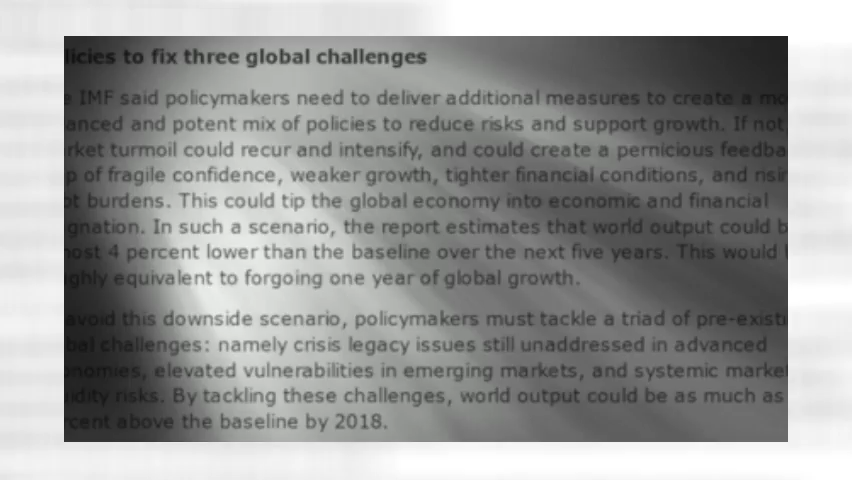 licies to fix three global challenges
e IMF said policymakers need to deliver additional measures to create a mo
anced and potent mix of policies to reduce risks and support growth. If not,
rket turmoil could recur and intensify, and could create a pernicious feedba
p of fragile confidence, weaker growth, tighter financial conditions, and risin
bt burdens. This could tip the global economy into economic and financial
gnation. In such a scenario, the report estimates that world output could b
most 4 percent lower than the baseline over the next five years. This would
ghly equivalent to forgoing one year of global growth.
avoid this downside scenario, policymakers must tackle a triad of pre-existi
bal challenges: namely crisis legacy issues still unaddressed in advanced
onomies, elevated vulnerabilities in emerging markets, and systemic market
uidity risks. By tackling these challenges, world output could be as much as
rcent above the baseline by 2018.